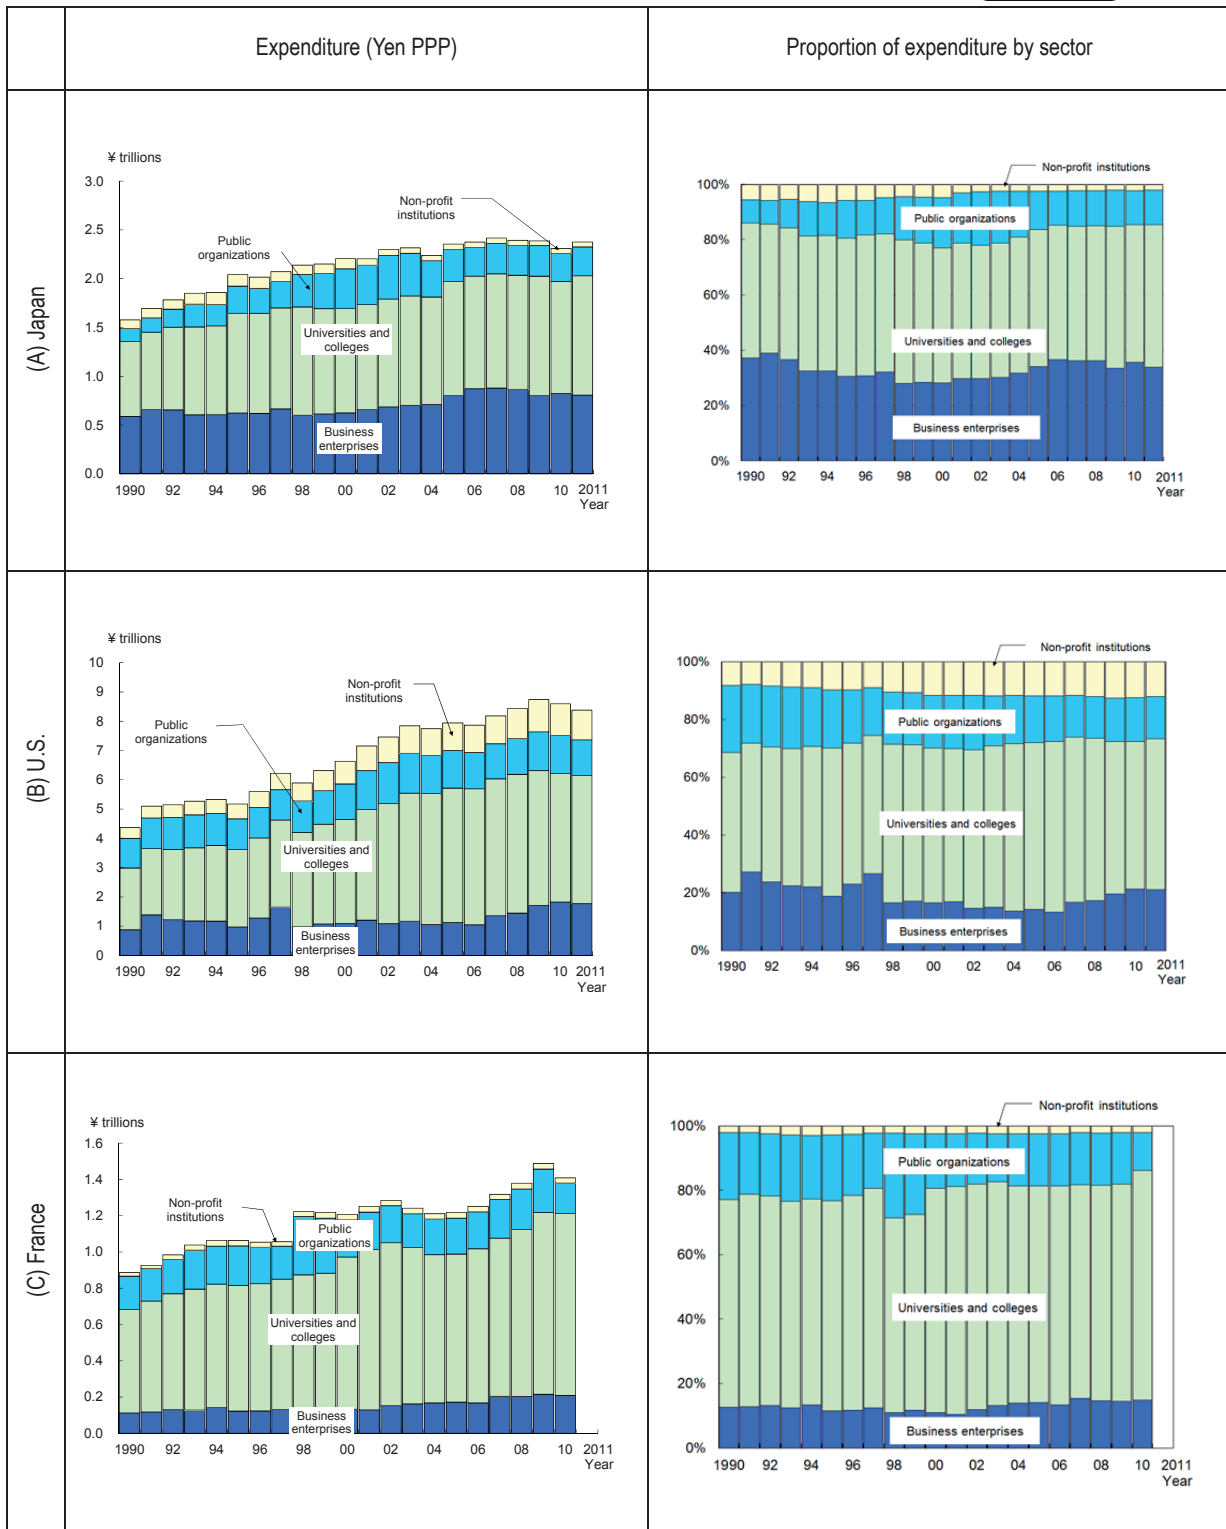 Expenditure (Yen PPP)
Proportion of expenditure by sector
(A) Japan
¥ trillions
3.0
2.5
2.0
1.5
1.0
0.5
0.0
Non-profit
institutions
Public
organizations
Universities and
colleges
Business
enterprises
1990 92 94 96 98 00 02 04 06 08 10 2011
Year
Non-profit institutions
100%
80%
60%
40%
20%
0%
Public organizations
Universities and colleges
Business enterprises
1990 92 94 96 98 00 02 04 06 08 10 2011
Year
(B) U.S.
¥ trillions
10
9
8
7
6
5
4
3
2
1
0
Non-profit
institutions
Public
organizations
Universities and
colleges
Business
enterprises
1990 92 94 96 98 00 02 04 06 08 10 2011
Year
Non-profit institutions
100%
80%
60%
40%
20%
0%
Public organizations
Universities and colleges
Business enterprises
1990 92 94 96 98 00 02 04 06 08 10 2011
Year
(C) France
¥ trillions
1.6
1.4
1.2
1.0
0.8
0.6
0.4
0.2
0.0
Non-profit
institutions
Public
organizations
Universities and
colleges
Business
enterprises
1990 92 94 96 98 00 02 04 06 08 10 2011
Year
Non-profit institutions
100%
80%
60%
40%
20%
0%
Public organizations
Universities and colleges
Business enterprises
1990 92 94 96 98 00 02 04 06 08 10 2011
Year